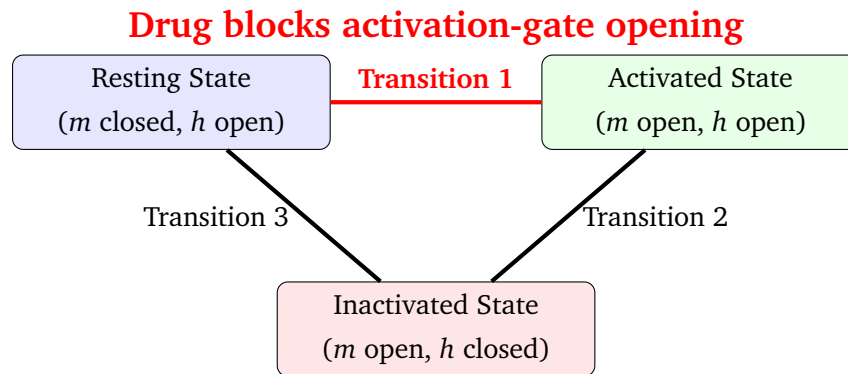 Drug blocks activation-gate opening
Resting State
(m closed, h open)
Transition 1
Activated State
(m open, h open)
Transition 3
Transition 2
Inactivated State
(m open, h closed)